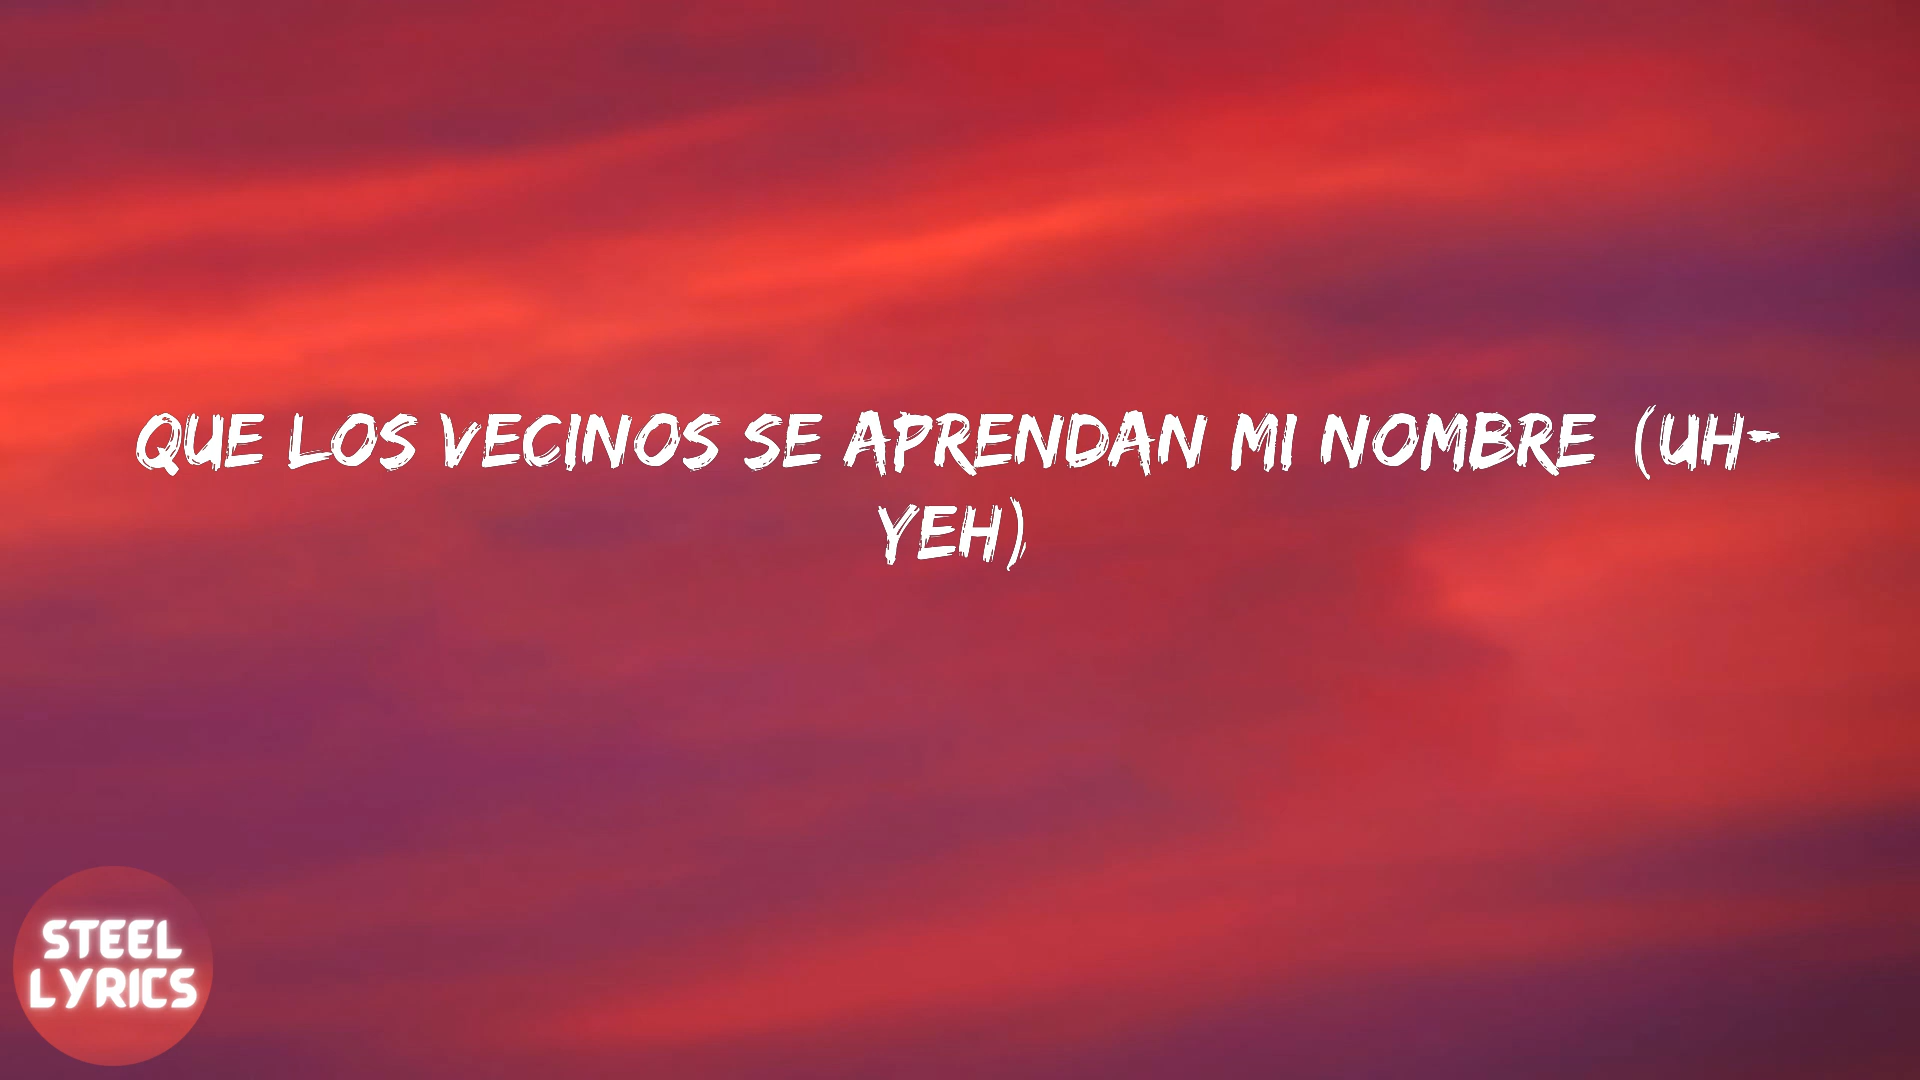 QUE LOS VECINOS SE APRENDAN MI NOMBRE (UH-
YEH)
STEEL
LYRICS